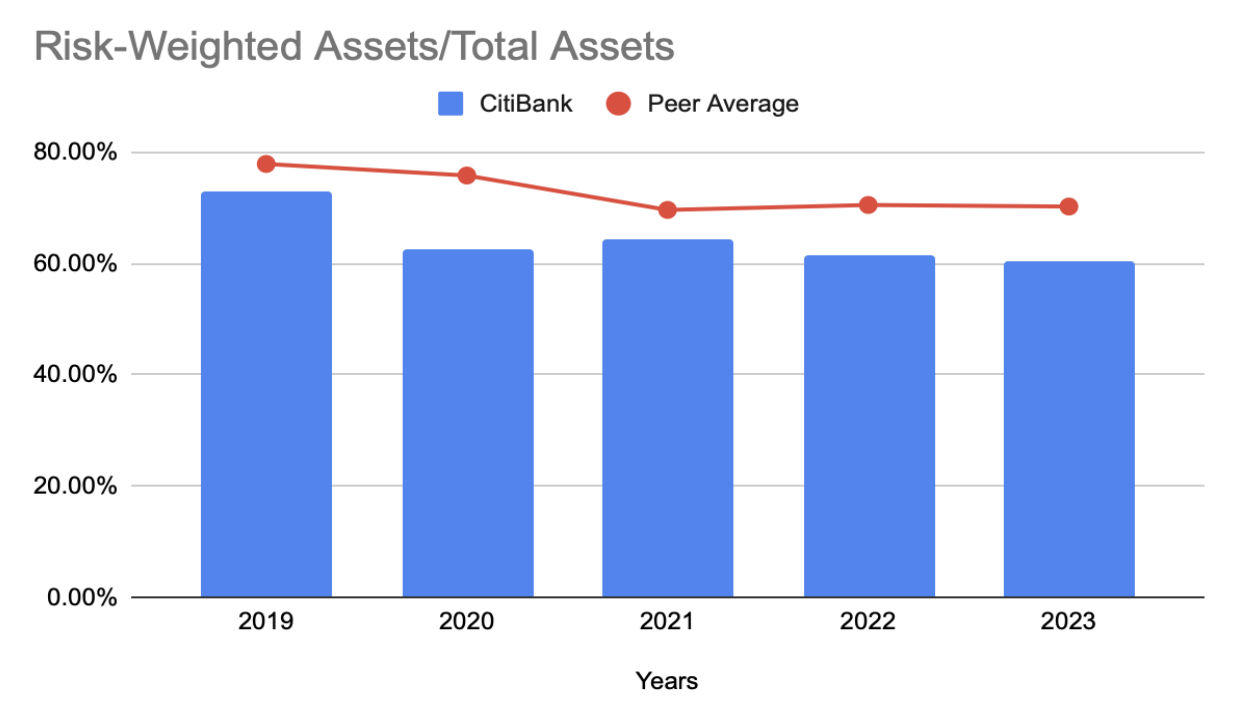 Risk-Weighted Assets/Total Assets
CitiBank Peer Average
80.00%
60.00%
40.00%
20.00%
0.00%
2019 2020 2021 2022 2023
Years